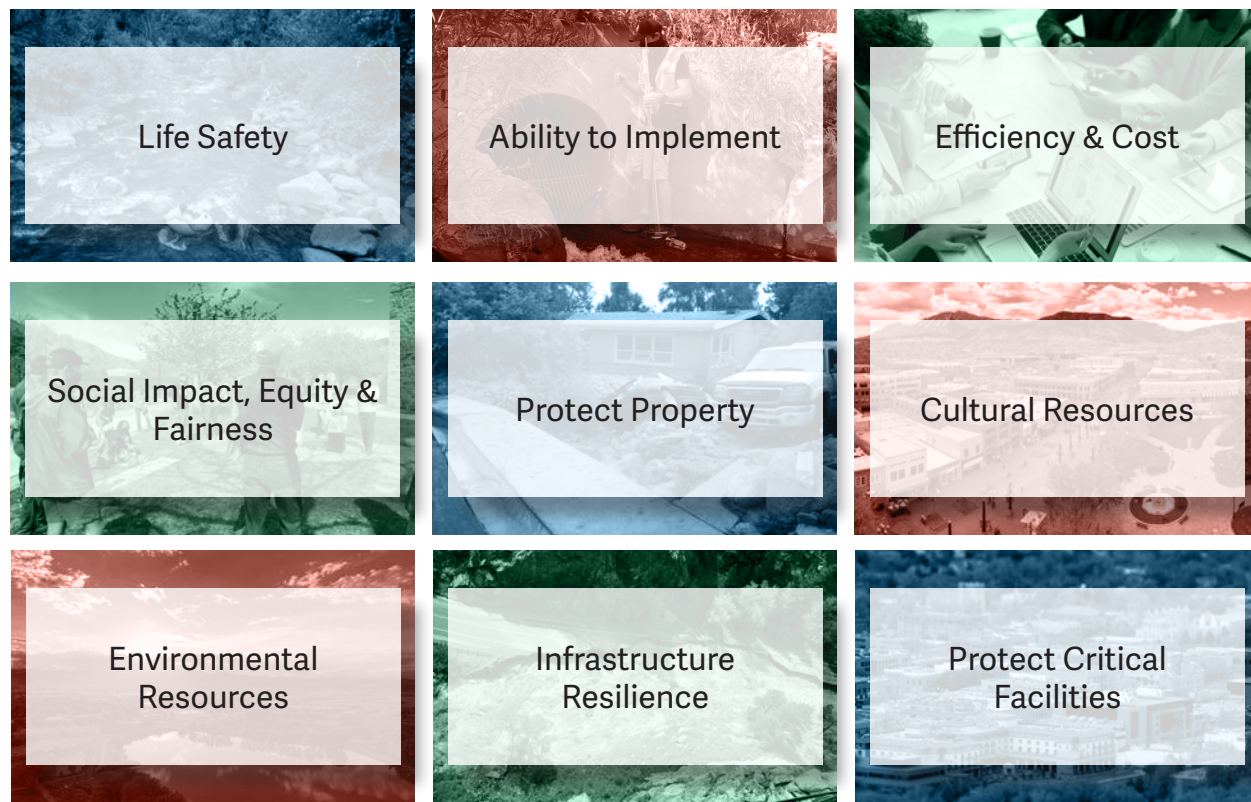 Life Safety
Ability to Implement
Efficiency & Cost
Social Impact, Equity &
Fairness
Protect Property
Cultural Resources
Environmental
Resources
Infrastructure
Resilience
Protect Critical
Facilities